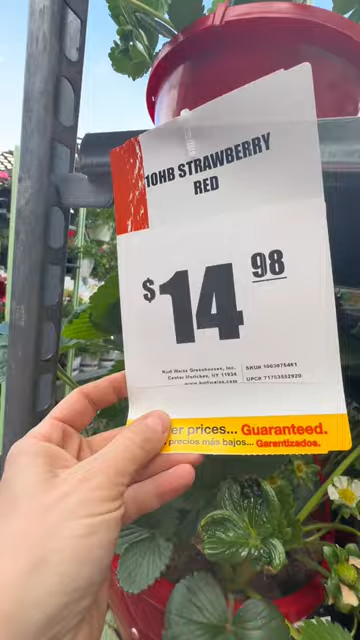 10HB STRAWBERRY
RED
$14 98
Kurt Weiss Greenhouses, Inc.
Center Moriches, NY 11934
www.kurtweiss.com
SKU# 1003075461
UPC# 71753552920
er prices... Guaranteed.
precios más bajos... Garantizados.